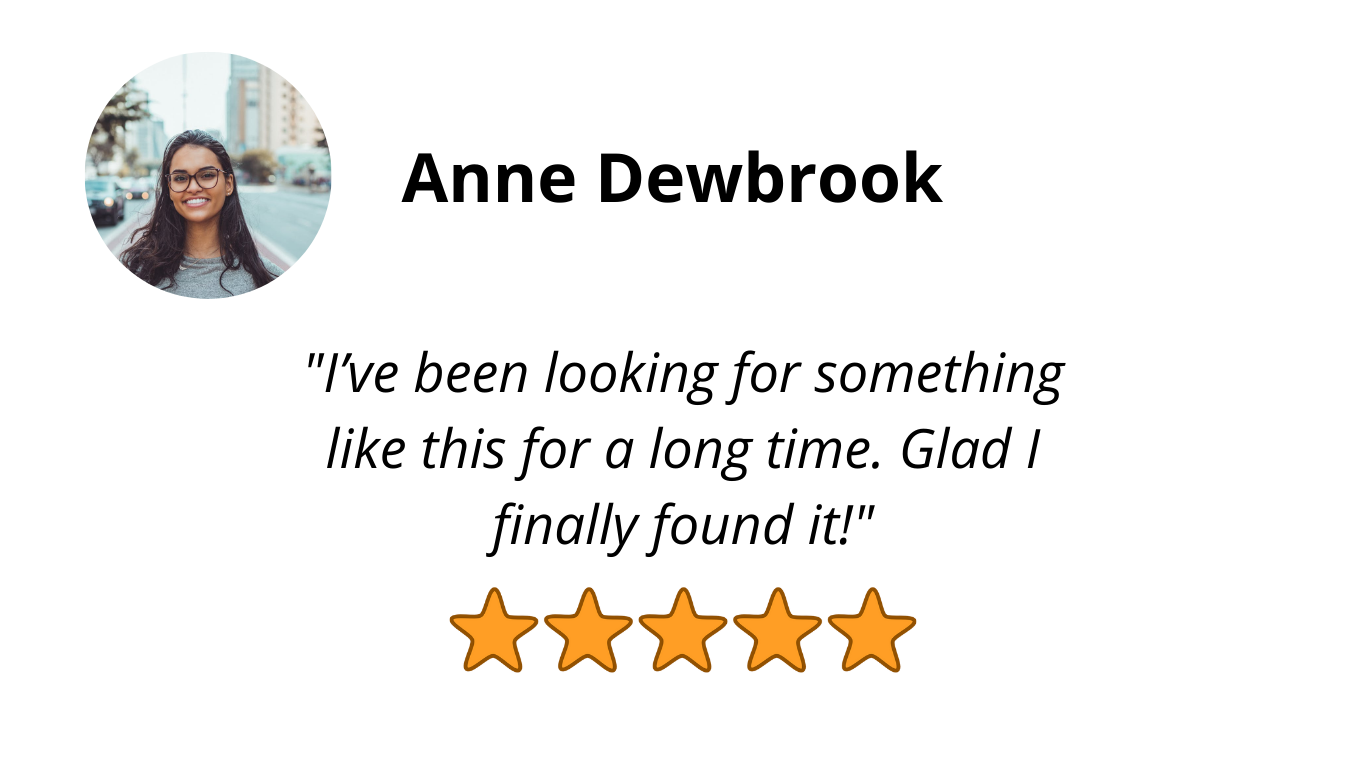 Anne Dewbrook
"I’ve been looking for something
like this for a long time. Glad I
finally found it!"